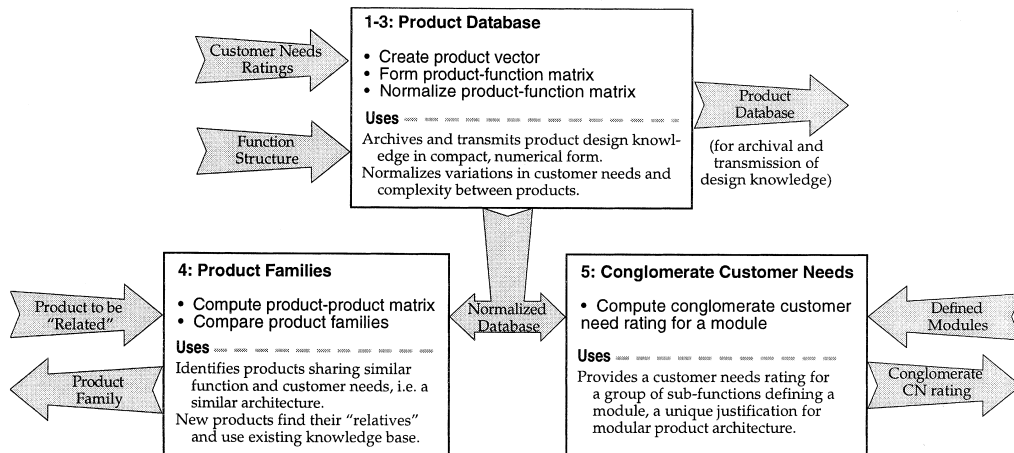 1-3: Product Database
Customer Needs
Ratings
• Create product vector
• Form product-function matrix
• Normalize product-function matrix
Function
Structure
Uses
Archives and transmits product design knowl-
edge in compact, numerical form.
Normalizes variations in customer needs and
complexity between products.
Product
Database
(for archival and
transmission of
design knowledge)
4: Product Families
Product to be
"Related"
• Compute product-product matrix
• Compare product families
Uses
Identifies products sharing similar
function and customer needs, i.e. a
similar architecture.
New products find their "relatives"
and use existing knowledge base.
Product
Family
Normalized
Database
5: Conglomerate Customer Needs
• Compute conglomerate customer
need rating for a module
Uses
Provides a customer needs rating for
a group of sub-functions defining a
module, a unique justification for
modular product architecture.
Defined
Modules
Conglomerate
CN rating